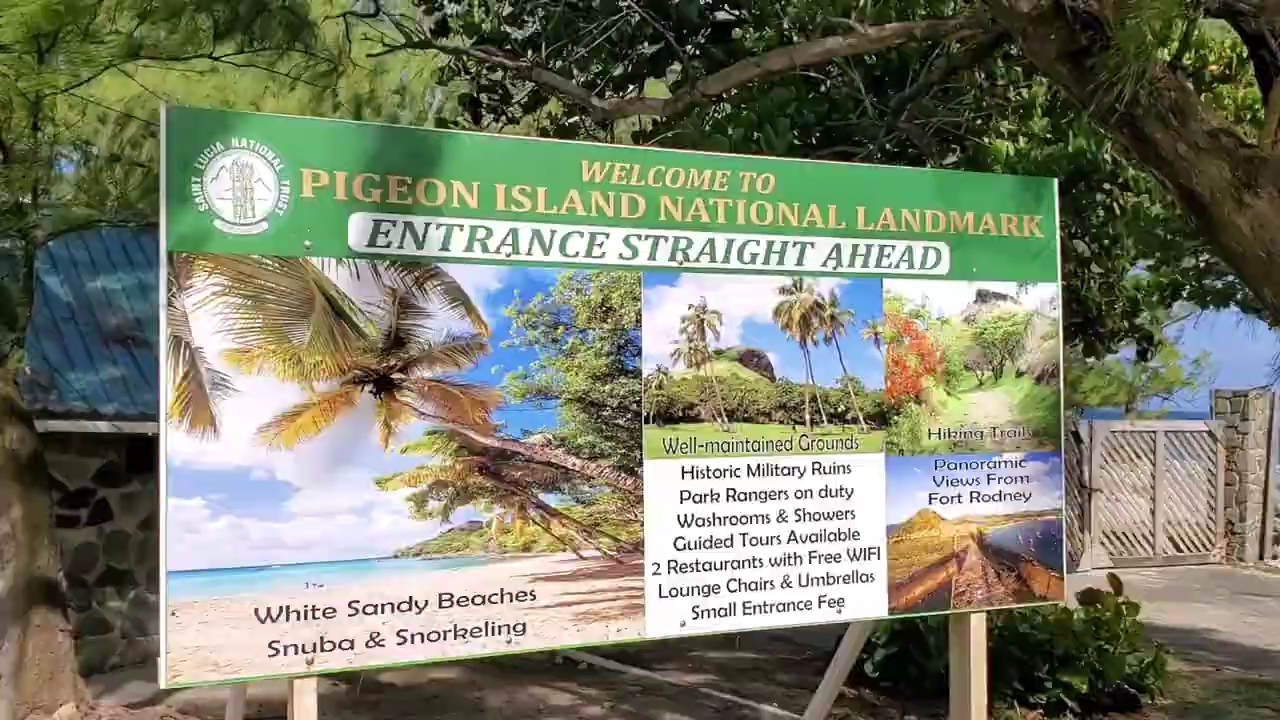 SAINT LUCIA NATIONAL TRUST
WELCOME TO
PIGEON ISLAND NATIONAL LANDMARK
ENTRANCE STRAIGHT AHEAD
White Sandy Beaches
Snuba & Snorkeling
Well-maintained Grounds
Historic Military Ruins
Park Rangers on duty
Washrooms & Showers
Guided Tours Available
2 Restaurants with Free WIFI
Lounge Chairs & Umbrellas
Small Entrance Fee
Hiking Trails
Panoramic
Views From
Fort Rodney